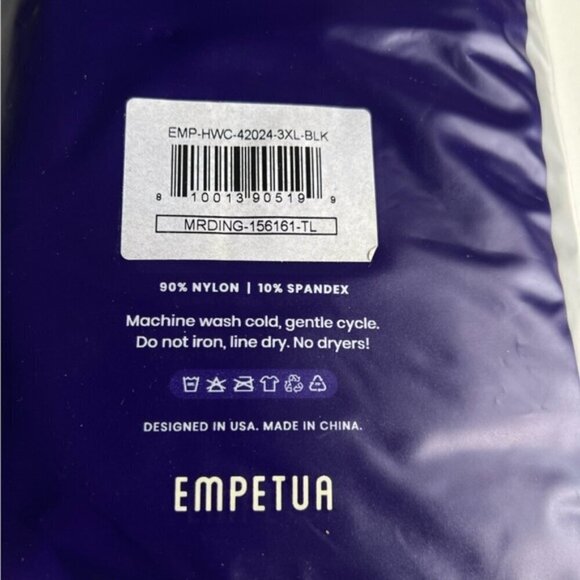 EMP-HWC-42024-3XL-BLK
8 10013 90519 9
MRDING-156161-TL
90% NYLON | 10% SPANDEX
Machine wash cold, gentle cycle.
Do not iron, line dry. No dryers!
DESIGNED IN USA. MADE IN CHINA.
EMPETUA